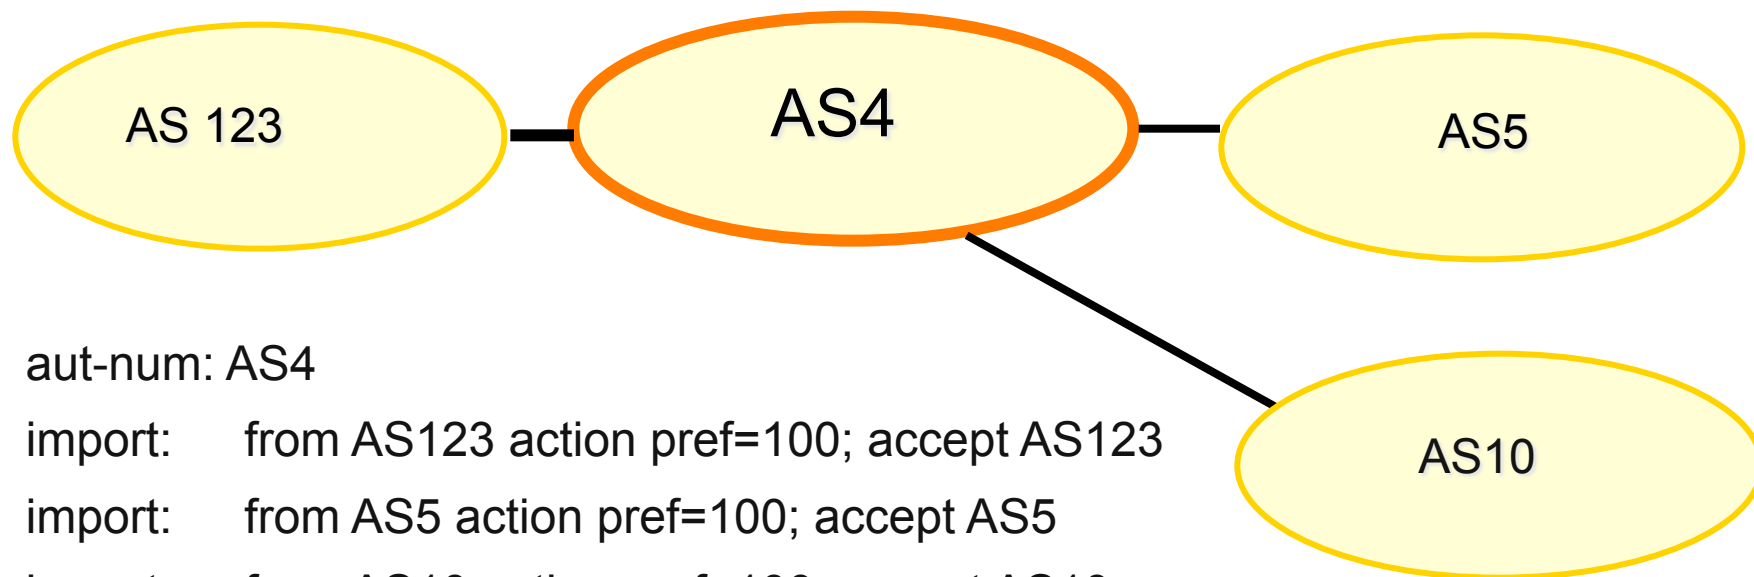 AS 123
AS4
AS5
AS10
aut-num: AS4
import: from AS123 action pref=100; accept AS123
import: from AS5 action pref=100; accept AS5